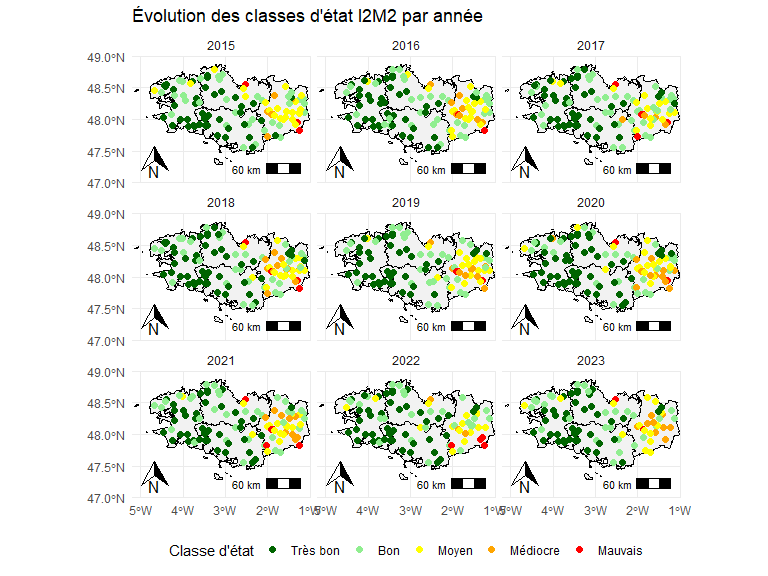 Évolution des classes d'état I2M2 par année
2015 2016 2017
49.0°N
48.5°N
48.0°N
47.5°N
47.0°N
N 60 km N 60 km N 60 km
2018 2019 2020
49.0°N
48.5°N
48.0°N
47.5°N
47.0°N
N 60 km N 60 km N 60 km
2021 2022 2023
49.0°N
48.5°N
48.0°N
47.5°N
47.0°N
N 60 km N 60 km N 60 km
5°W 4°W 3°W 2°W 1°W 5°W 4°W 3°W 2°W 1°W 5°W 4°W 3°W 2°W 1°W
Classe d'état Très bon Bon Moyen Médiocre Mauvais